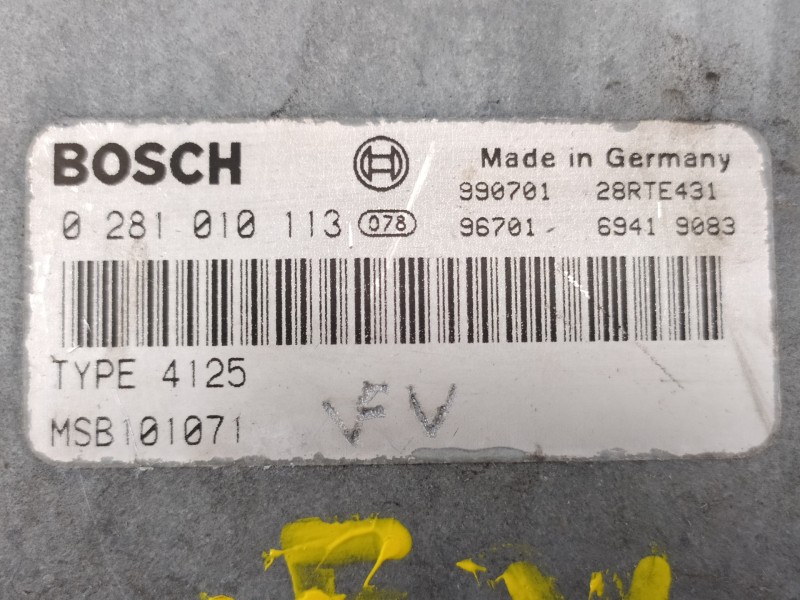 BOSCH
Made in Germany
990701 28RTE431
0 281 010 113 078
96701 6941 9083
TYPE 4125
MSB101071
VFV